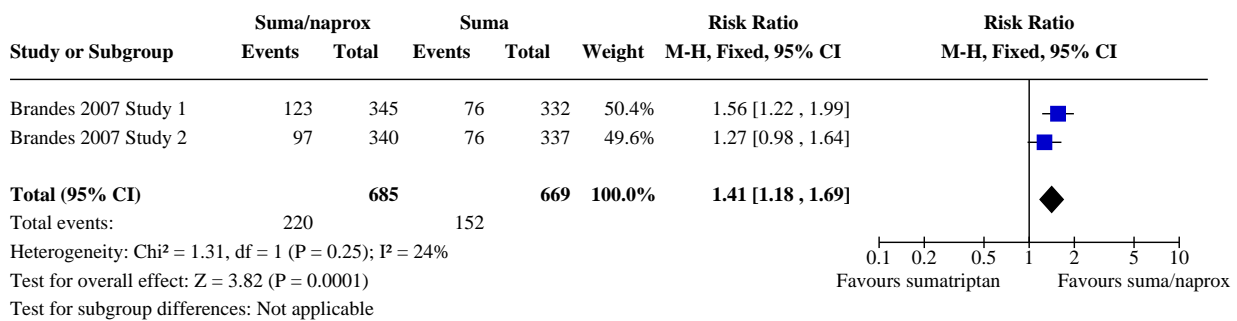 Suma/naprox Suma Risk Ratio Risk Ratio
Study or Subgroup Events Total Events Total Weight M-H, Fixed, 95% CI M-H, Fixed, 95% CI
Brandes 2007 Study 1 123 345 76 332 50.4% 1.56 [1.22 , 1.99]
Brandes 2007 Study 2 97 340 76 337 49.6% 1.27 [0.98 , 1.64]
Total (95% CI) 685 669 100.0% 1.41 [1.18 , 1.69]
Total events: 220 152
Heterogeneity: Chi² = 1.31, df = 1 (P = 0.25); I² = 24%
0.1 0.2 0.5 1 2 5 10
Test for overall effect: Z = 3.82 (P = 0.0001) Favours sumatriptan Favours suma/naprox
Test for subgroup differences: Not applicable